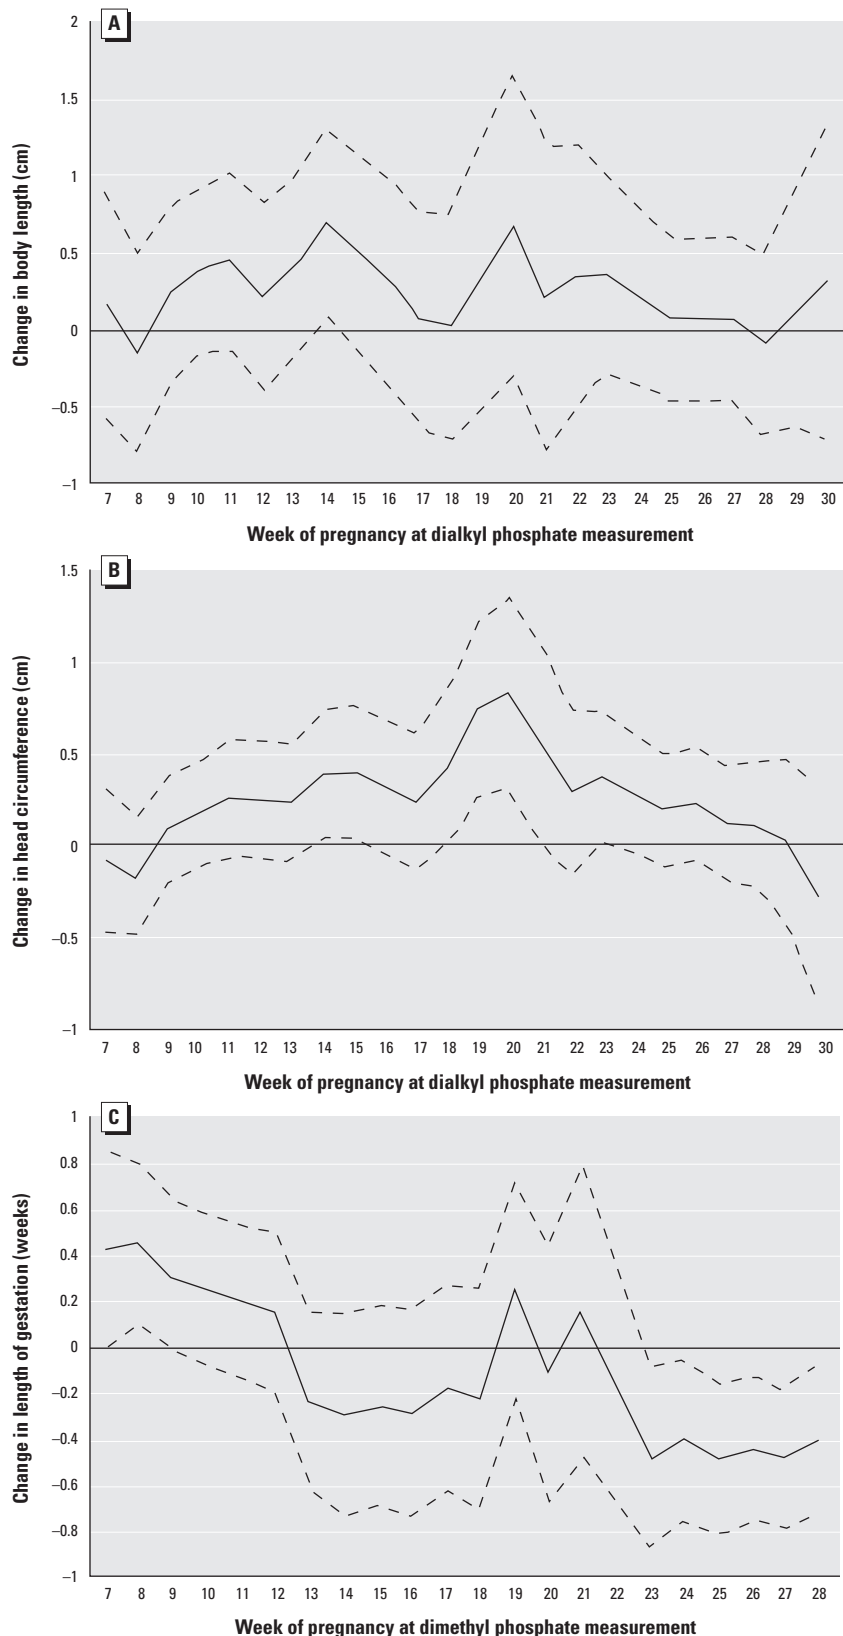 A
2
1.5
1
0.5
0
–0.5
–1
Change in body length (cm)
7 8 9 10 11 12 13 14 15 16 17 18 19 20 21 22 23 24 25 26 27 28 29 30
Week of pregnancy at dialkyl phosphate measurement
B
1.5
1
0.5
0
–0.5
–1
Change in head circumference (cm)
7 8 9 10 11 12 13 14 15 16 17 18 19 20 21 22 23 24 25 26 27 28 29 30
Week of pregnancy at dialkyl phosphate measurement
C
1
0.8
0.6
0.4
0.2
0
–0.2
–0.4
–0.6
–0.8
–1
Change in length of gestation (weeks)
7 8 9 10 11 12 13 14 15 16 17 18 19 20 21 22 23 24 25 26 27 28
Week of pregnancy at dimethyl phosphate measurement